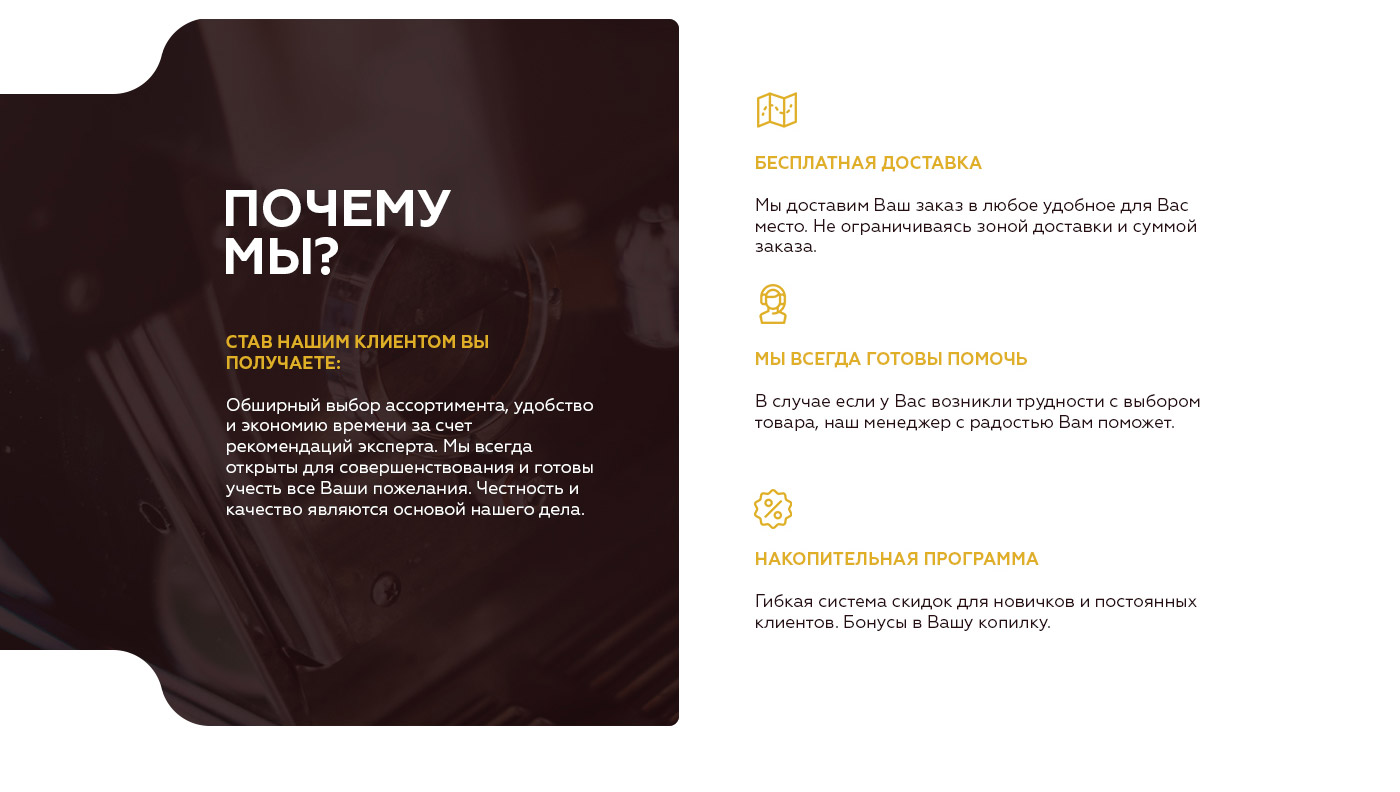 ПОЧЕМУ
МЫ?
СТАВ НАШИМ КЛИЕНТОМ ВЫ
ПОЛУЧАЕТЕ:
Обширный выбор ассортимента, удобство
и экономию времени за счет
рекомендаций эксперта. Мы всегда
открыты для совершенствования и готовы
учесть все Ваши пожелания. Честность и
качество являются основой нашего дела.
БЕСПЛАТНАЯ ДОСТАВКА
Мы доставим Ваш заказ в любое удобное для Вас
место. Не ограничиваясь зоной доставки и суммой
заказа.
МЫ ВСЕГДА ГОТОВЫ ПОМОЧЬ
В случае если у Вас возникли трудности с выбором
товара, наш менеджер с радостью Вам поможет.
НАКОПИТЕЛЬНАЯ ПРОГРАММА
Гибкая система скидок для новичков и постоянных
клиентов. Бонусы в Вашу копилку.